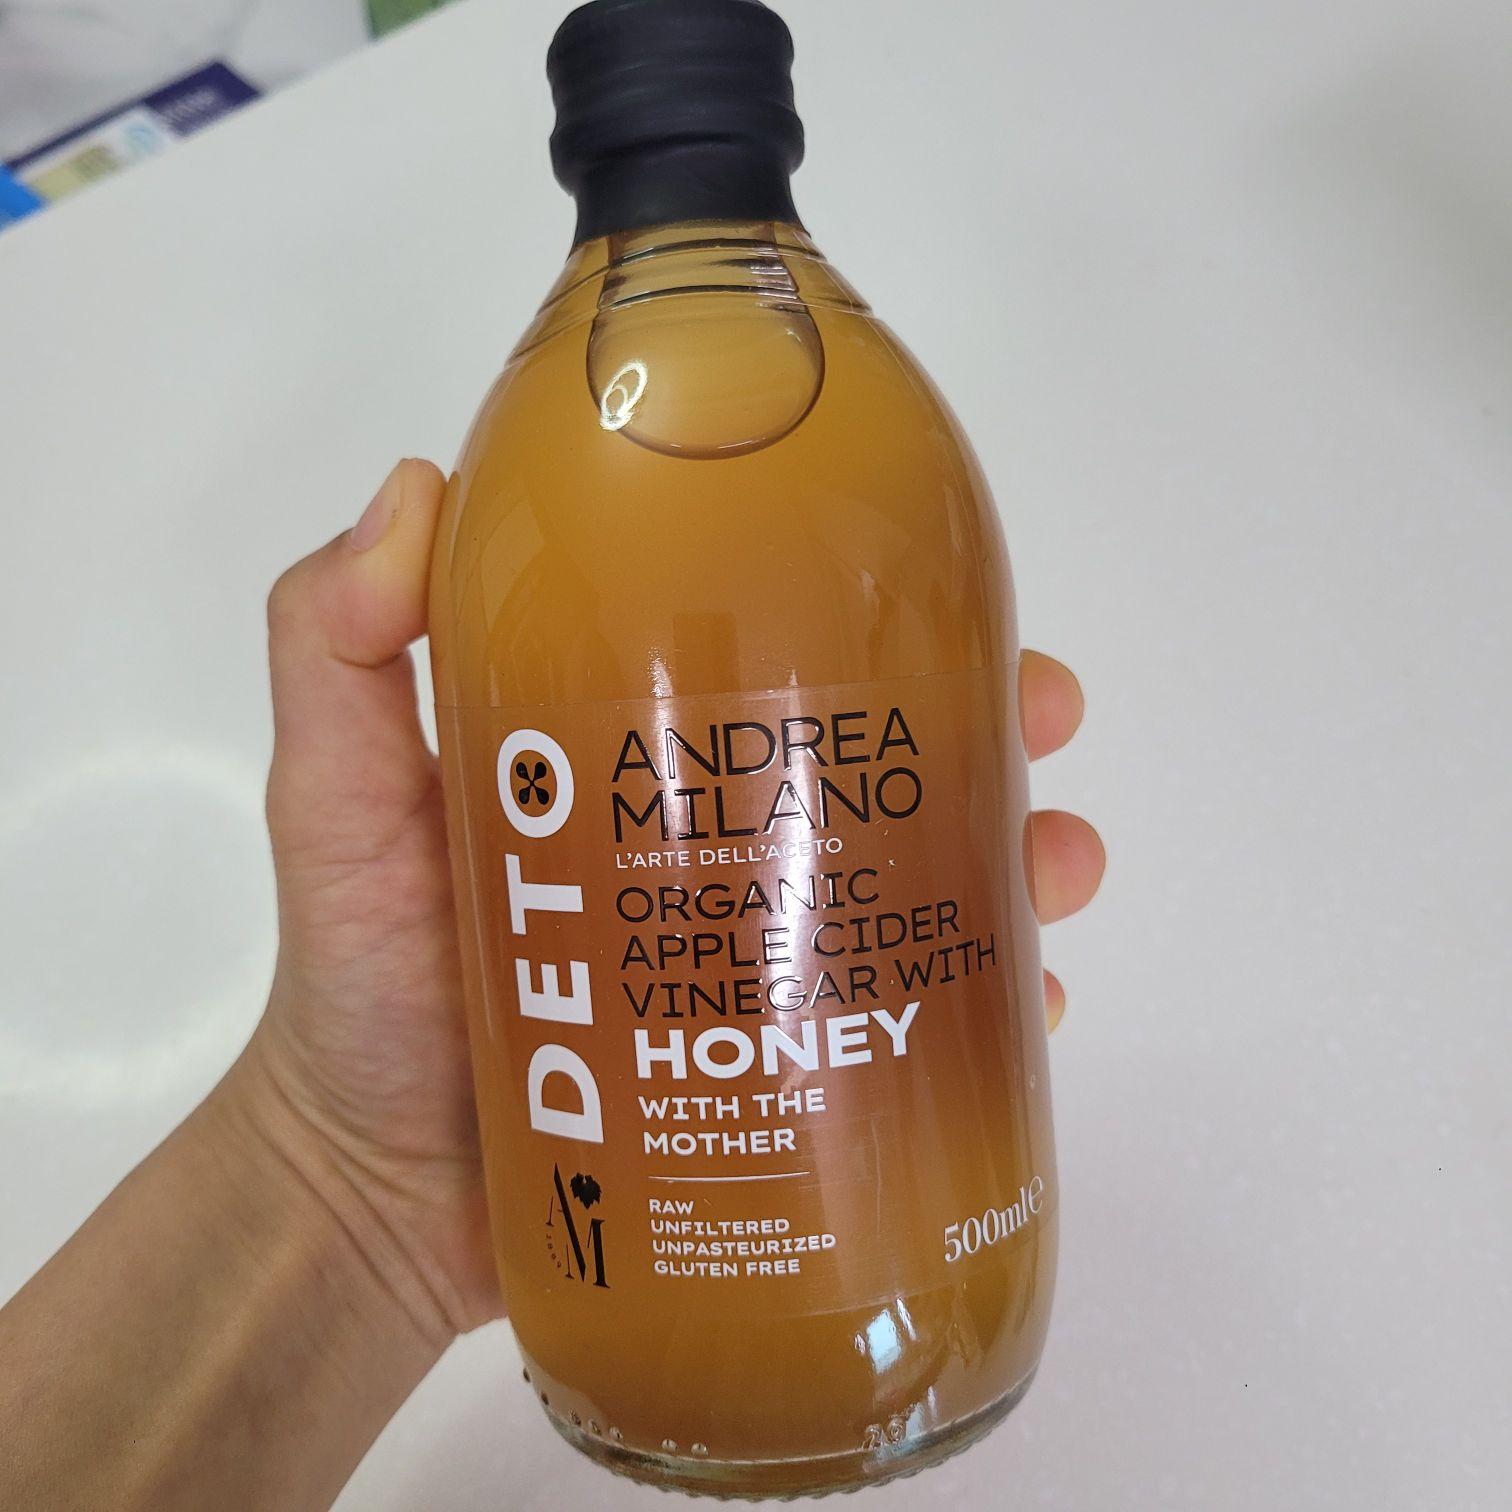 DETO
ANDREA
MILANO
L'ARTE DELL'ACETO
ORGANIC
APPLE CIDER
VINEGAR WITH
HONEY
WITH THE
MOTHER
AM
RAW
UNFILTERED
UNPASTEURIZED
GLUTEN FREE
500ml℮